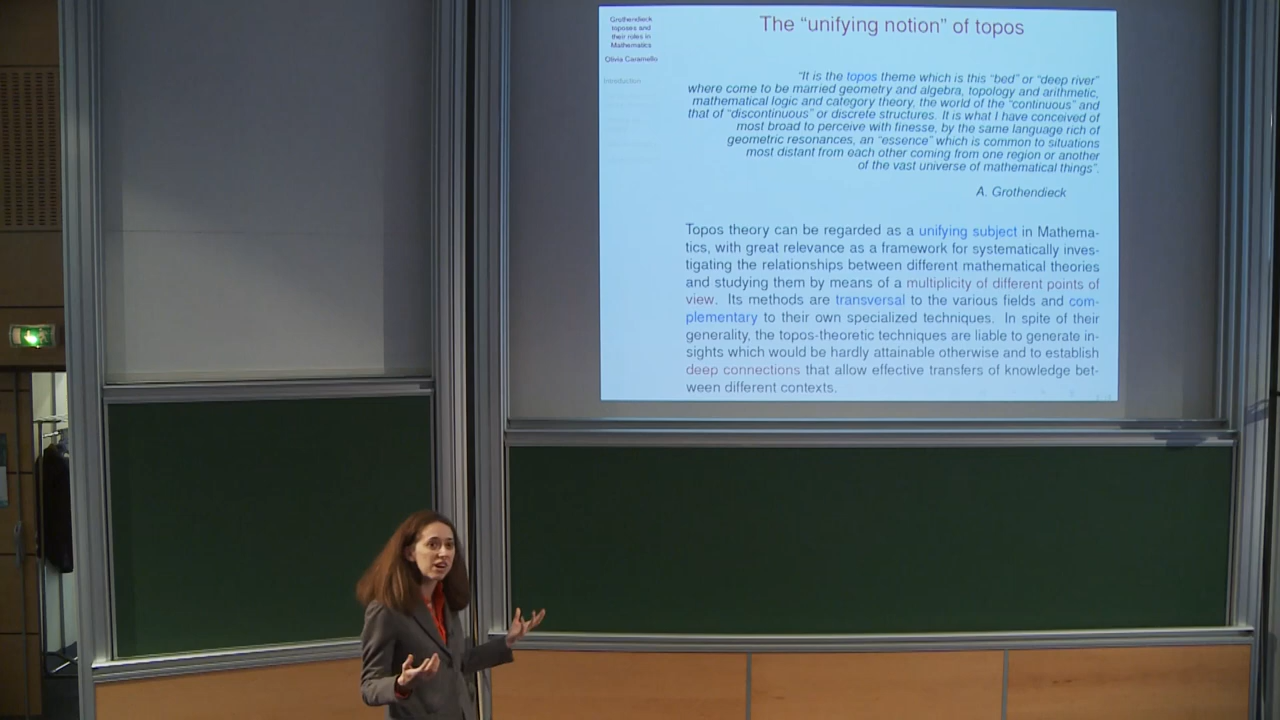 Grothendieck
toposes and
their roles in
Mathematics
Olivia Caramello
Introduction
The “unifying notion” of topos
“It is the topos theme which is this “bed” or “deep river”
where come to be married geometry and algebra, topology and arithmetic,
mathematical logic and category theory, the world of the “continuous” and
that of “discontinuous” or discrete structures. It is what I have conceived of
most broad to perceive with finesse, by the same language rich of
geometric resonances, an “essence” which is common to situations
most distant from each other coming from one region or another
of the vast universe of mathematical things”.
A. Grothendieck
Topos theory can be regarded as a unifying subject in Mathema-
tics, with great relevance as a framework for systematically inves-
tigating the relationships between different mathematical theories
and studying them by means of a multiplicity of different points of
view. Its methods are transversal to the various fields and com-
plementary to their own specialized techniques. In spite of their
generality, the topos-theoretic techniques are liable to generate in-
sights which would be hardly attainable otherwise and to establish
deep connections that allow effective transfers of knowledge bet-
ween different contexts.